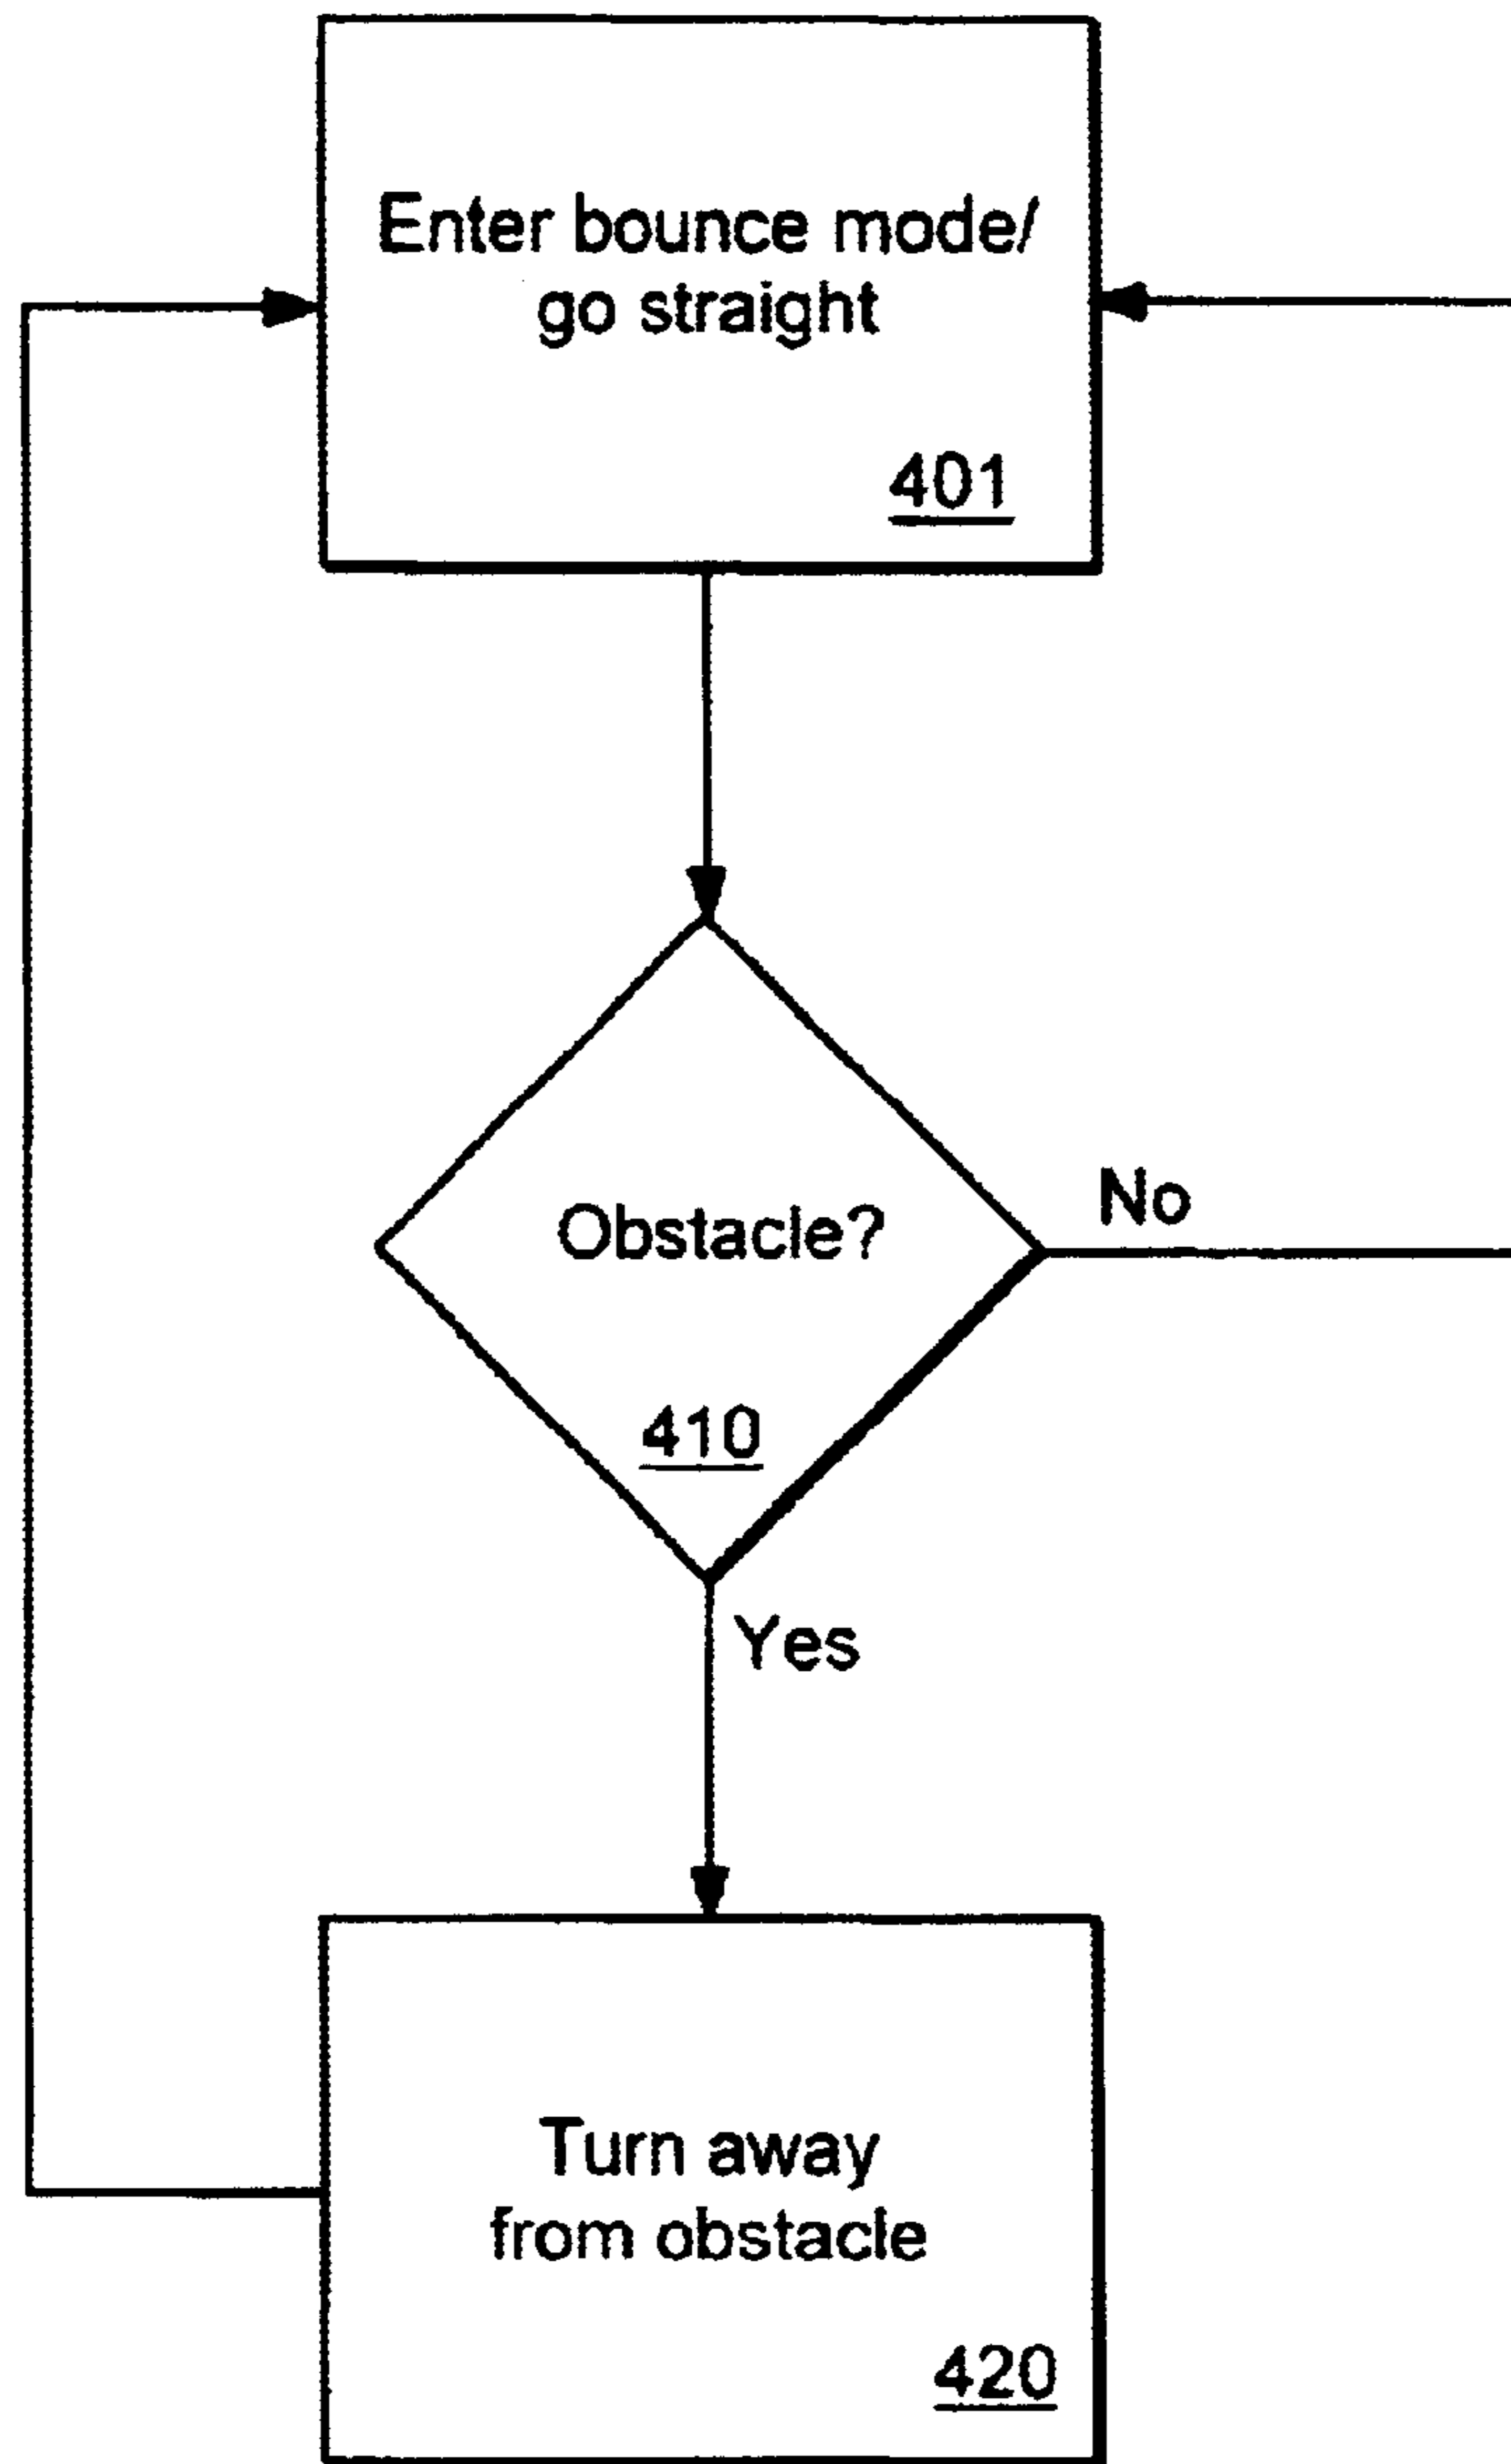 Enter bounce mode/
go straight
401
Obstacle?
No
410
Yes
Turn away
from obstacle
420